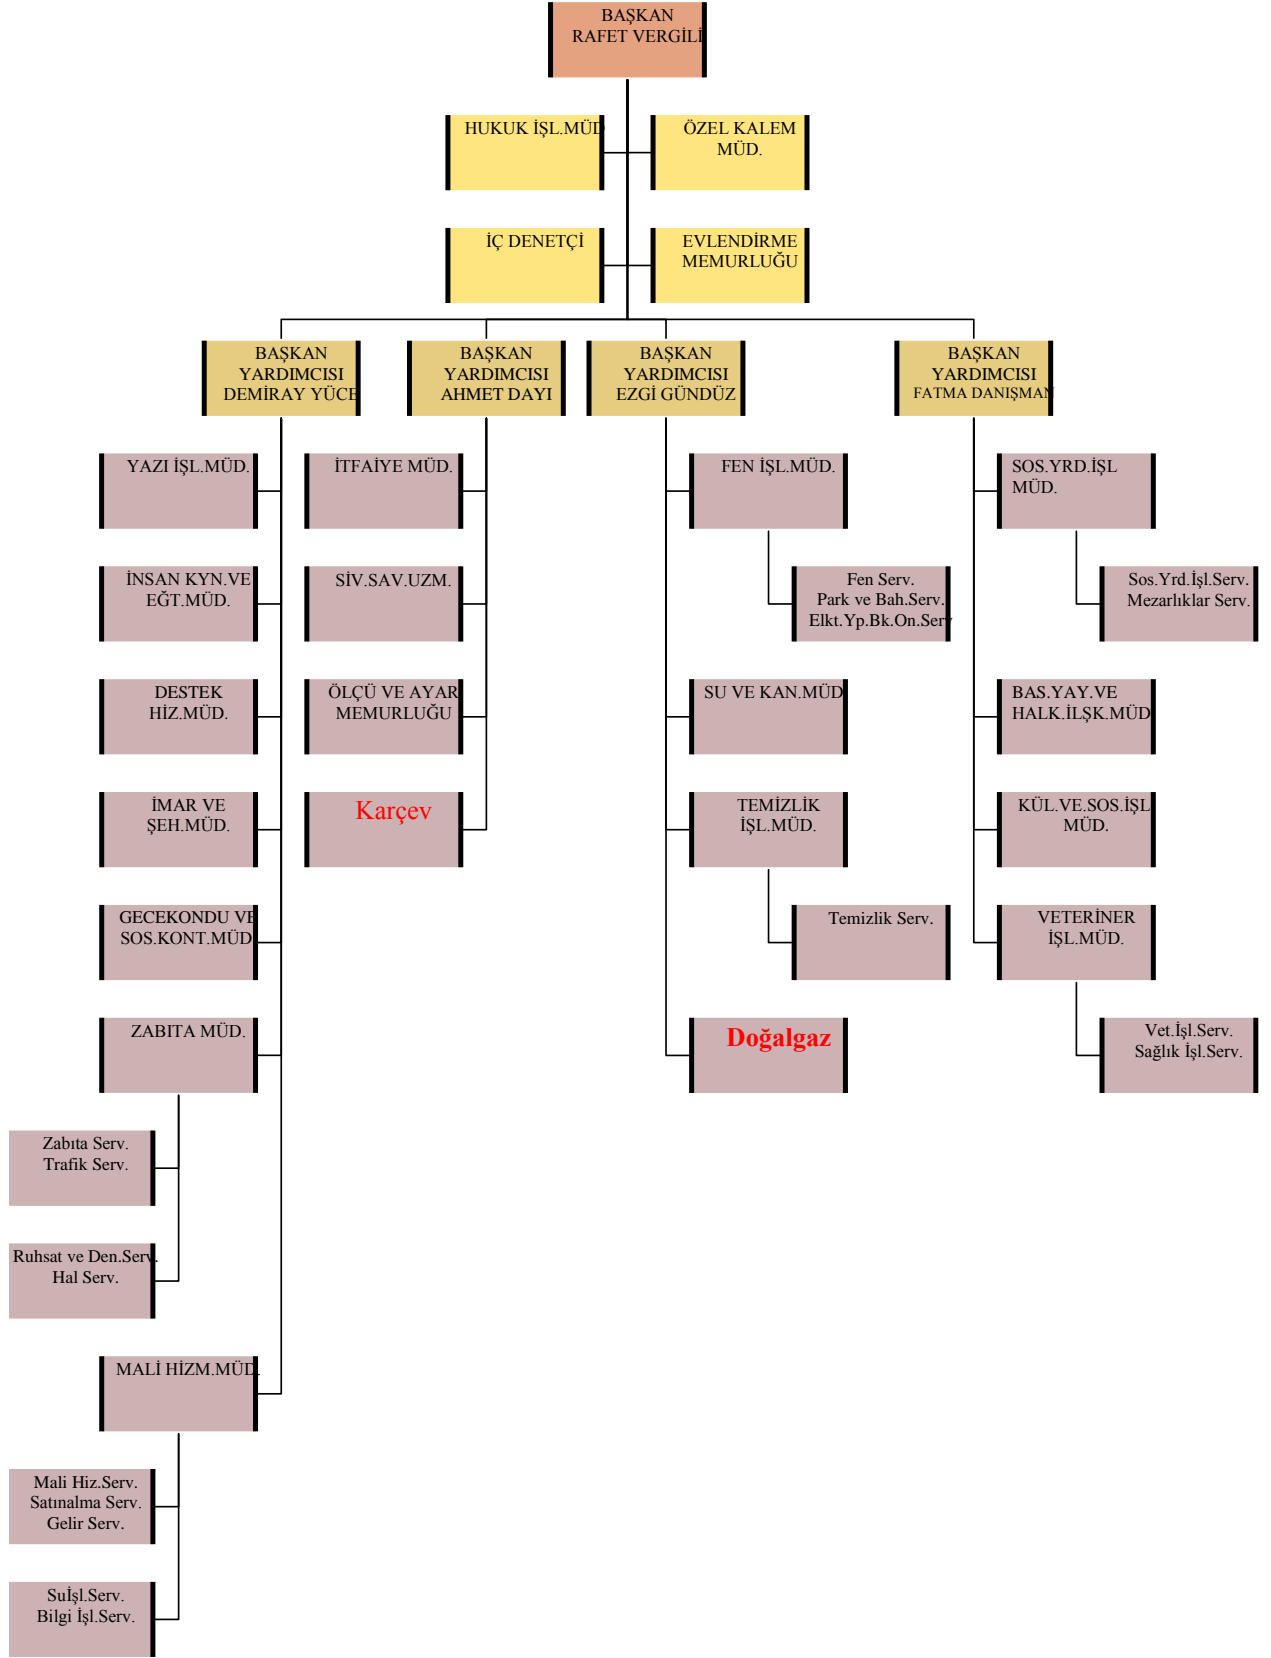 BAŞKAN
RAFET VERGİLİ
HUKUK İŞL.MÜD
ÖZEL KALEM
MÜD.
İÇ DENETÇİ
EVLENDİRME
MEMURLUĞU
BAŞKAN
YARDIMCISI
DEMİRAY YÜCE
BAŞKAN
YARDIMCISI
AHMET DAYI
BAŞKAN
YARDIMCISI
EZGİ GÜNDÜZ
BAŞKAN
YARDIMCISI
FATMA DANIŞMAN
YAZI İŞL.MÜD.
İTFAİYE MÜD.
FEN İŞL.MÜD.
SOS.YRD.İŞL
MÜD.
İNSAN KYN.VE
EĞT.MÜD.
SİV.SAV.UZM.
Fen Serv.
Park ve Bah.Serv.
Elkt.Yp.Bk.On.Serv
Sos.Yrd.İşl.Serv.
Mezarlıklar Serv.
DESTEK
HİZ.MÜD.
ÖLÇÜ VE AYAR
MEMURLUĞU
SU VE KAN.MÜD
BAS.YAY.VE
HALK.İLŞK.MÜD
İMAR VE
ŞEH.MÜD.
Karçev
TEMİZLİK
İŞL.MÜD.
KÜL.VE.SOS.İŞL
MÜD.
GECEKONDU VE
SOS.KONT.MÜD
Temizlik Serv.
VETERİNER
İŞL.MÜD.
ZABITA MÜD.
Doğalgaz
Vet.İşl.Serv.
Sağlık İşl.Serv.
Zabıta Serv.
Trafik Serv.
Ruhsat ve Den.Serv.
Hal Serv.
MALİ HİZM.MÜD.
Mali Hiz.Serv.
Satınalma Serv.
Gelir Serv.
Suİşl.Serv.
Bilgi İşl.Serv.